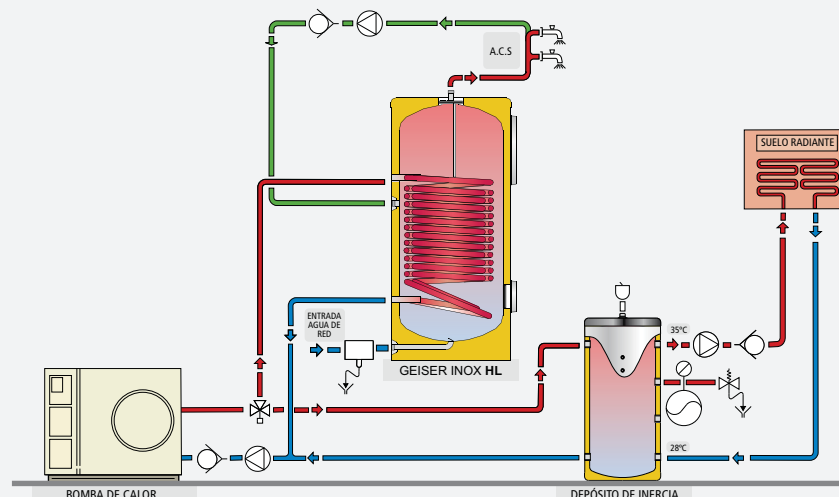 A.C.S
SUELO RADIANTE
ENTRADA
AGUA DE
RED
35ºC
GEISER INOX HL
28ºC
BOMBA DE CALOR
DEPÓSITO DE INERCIA